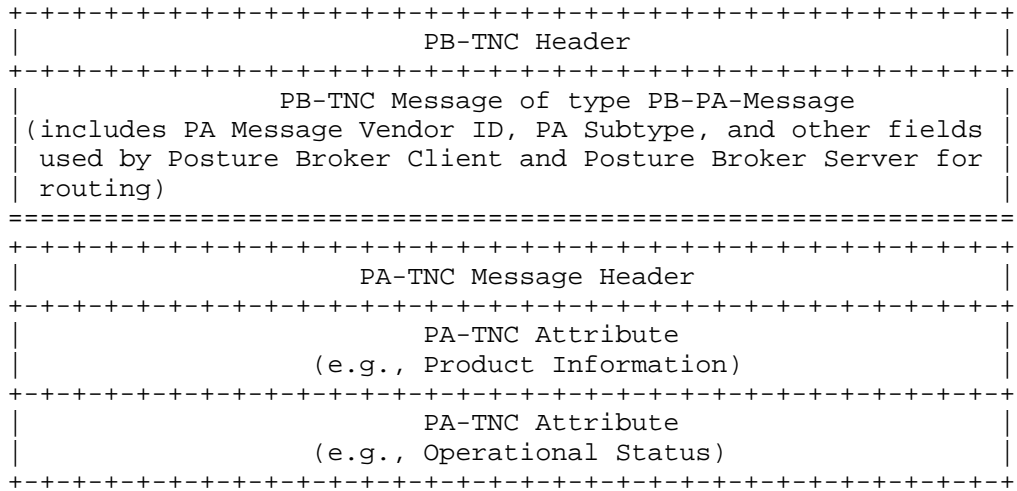 +-+-+-+-+-+-+-+-+-+-+-+-+-+-+-+-+-+-+-+-+-+-+-+-+-+-+-+-+-+-+-+-+
|                          PB-TNC Header                       |
+-+-+-+-+-+-+-+-+-+-+-+-+-+-+-+-+-+-+-+-+-+-+-+-+-+-+-+-+-+-+-+-+
|                PB-TNC Message of type PB-PA-Message          |
|(includes PA Message Vendor ID, PA Subtype, and other fields  |
| used by Posture Broker Client and Posture Broker Server for  |
| routing)                                                     |
===============================================================
+-+-+-+-+-+-+-+-+-+-+-+-+-+-+-+-+-+-+-+-+-+-+-+-+-+-+-+-+-+-+-+-+
|                     PA-TNC Message Header                    |
+-+-+-+-+-+-+-+-+-+-+-+-+-+-+-+-+-+-+-+-+-+-+-+-+-+-+-+-+-+-+-+-+
|                         PA-TNC Attribute                     |
|                  (e.g., Product Information)                 |
+-+-+-+-+-+-+-+-+-+-+-+-+-+-+-+-+-+-+-+-+-+-+-+-+-+-+-+-+-+-+-+-+
|                         PA-TNC Attribute                     |
|                  (e.g., Operational Status)                  |
+-+-+-+-+-+-+-+-+-+-+-+-+-+-+-+-+-+-+-+-+-+-+-+-+-+-+-+-+-+-+-+-+